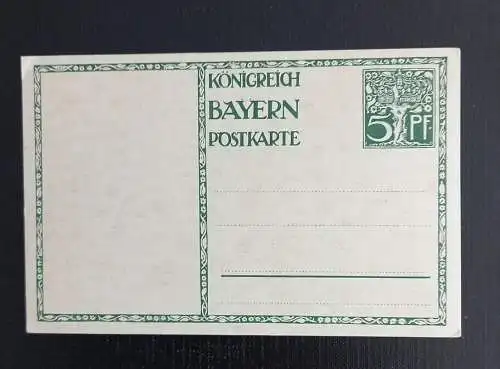 KÖNIGREICH
BAYERN
POSTKARTE
5 PF